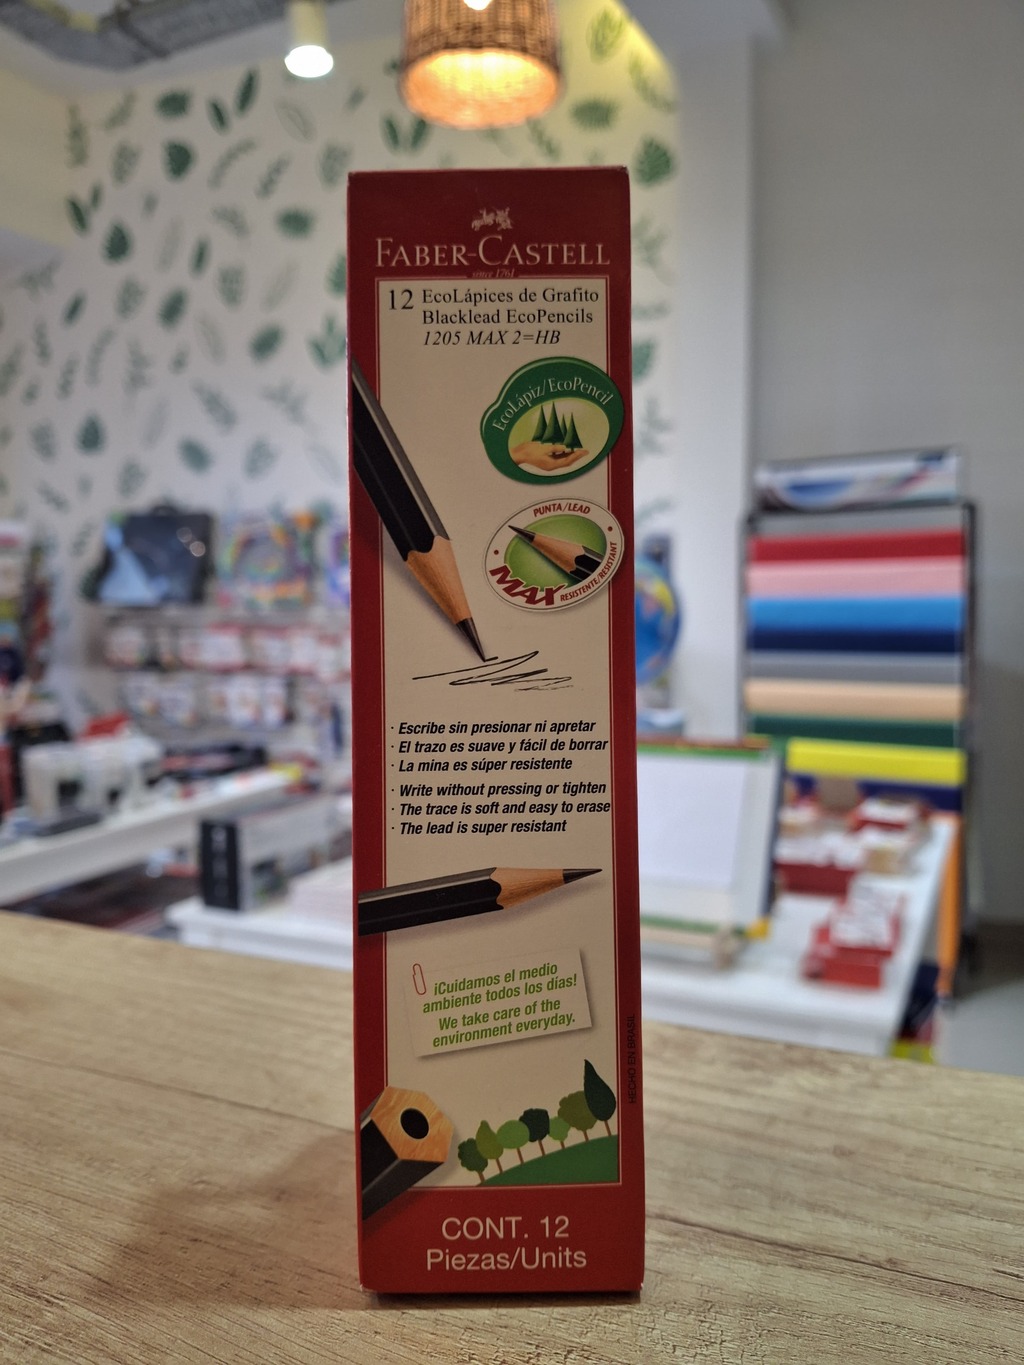 FABER-CASTELL
since 1761
12 EcoLápices de Grafito
Blacklead EcoPencils
1205 MAX 2=HB
EcoLápiz/EcoPencil
PUNTA/LEAD
MAX
RESISTENTE/RESISTANT
· Escribe sin presionar ni apretar
· El trazo es suave y fácil de borrar
· La mina es súper resistente
· Write without pressing or tighten
· The trace is soft and easy to erase
· The lead is super resistant
¡Cuidamos el medio
ambiente todos los días!
We take care of the
environment everyday.
HECHO EN BRASIL
CONT. 12
Piezas/Units